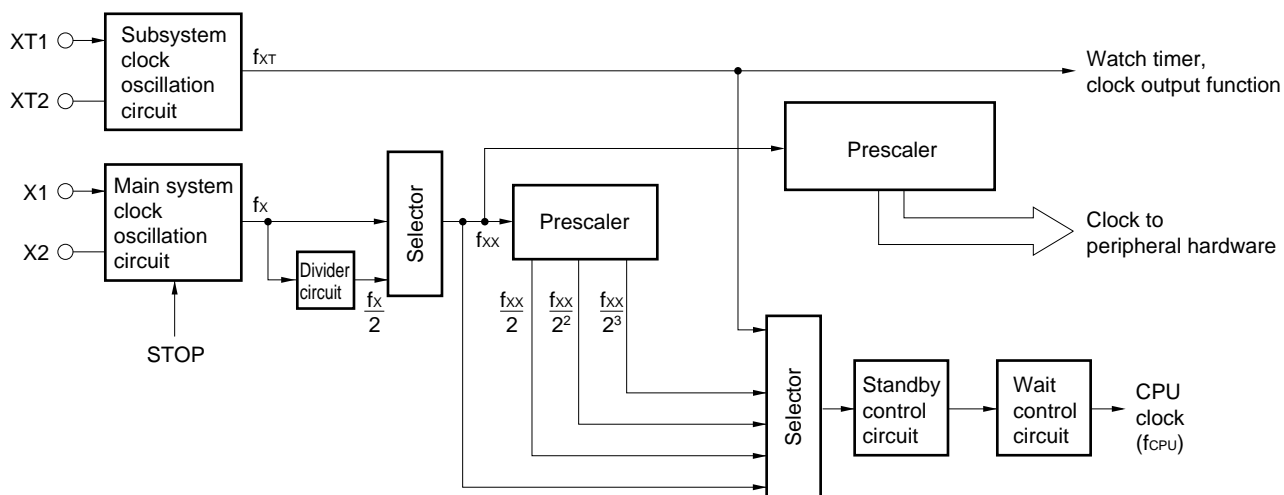 XT1
XT2
Subsystem
clock
oscillation
circuit
fXT
Watch timer,
clock output function
Prescaler
Clock to
peripheral hardware
X1
X2
Main system
clock
oscillation
circuit
STOP
fX
Divider
circuit
fX
2
Selector
fXX
Prescaler
fXX
2
fXX
2²
fXX
2³
Selector
Standby
control
circuit
Wait
control
circuit
CPU
clock
(fCPU)